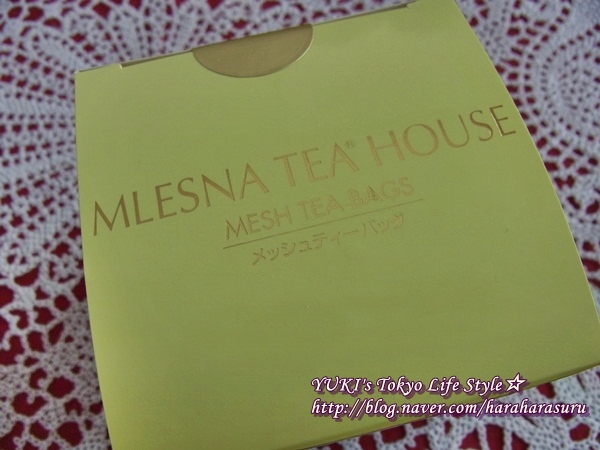 MLESNA TEA® HOUSE
MESH TEA BAGS
メッシュティーバッグ
YUKI's Tokyo Life Style☆
http://blog.naver.com/haraharasuru